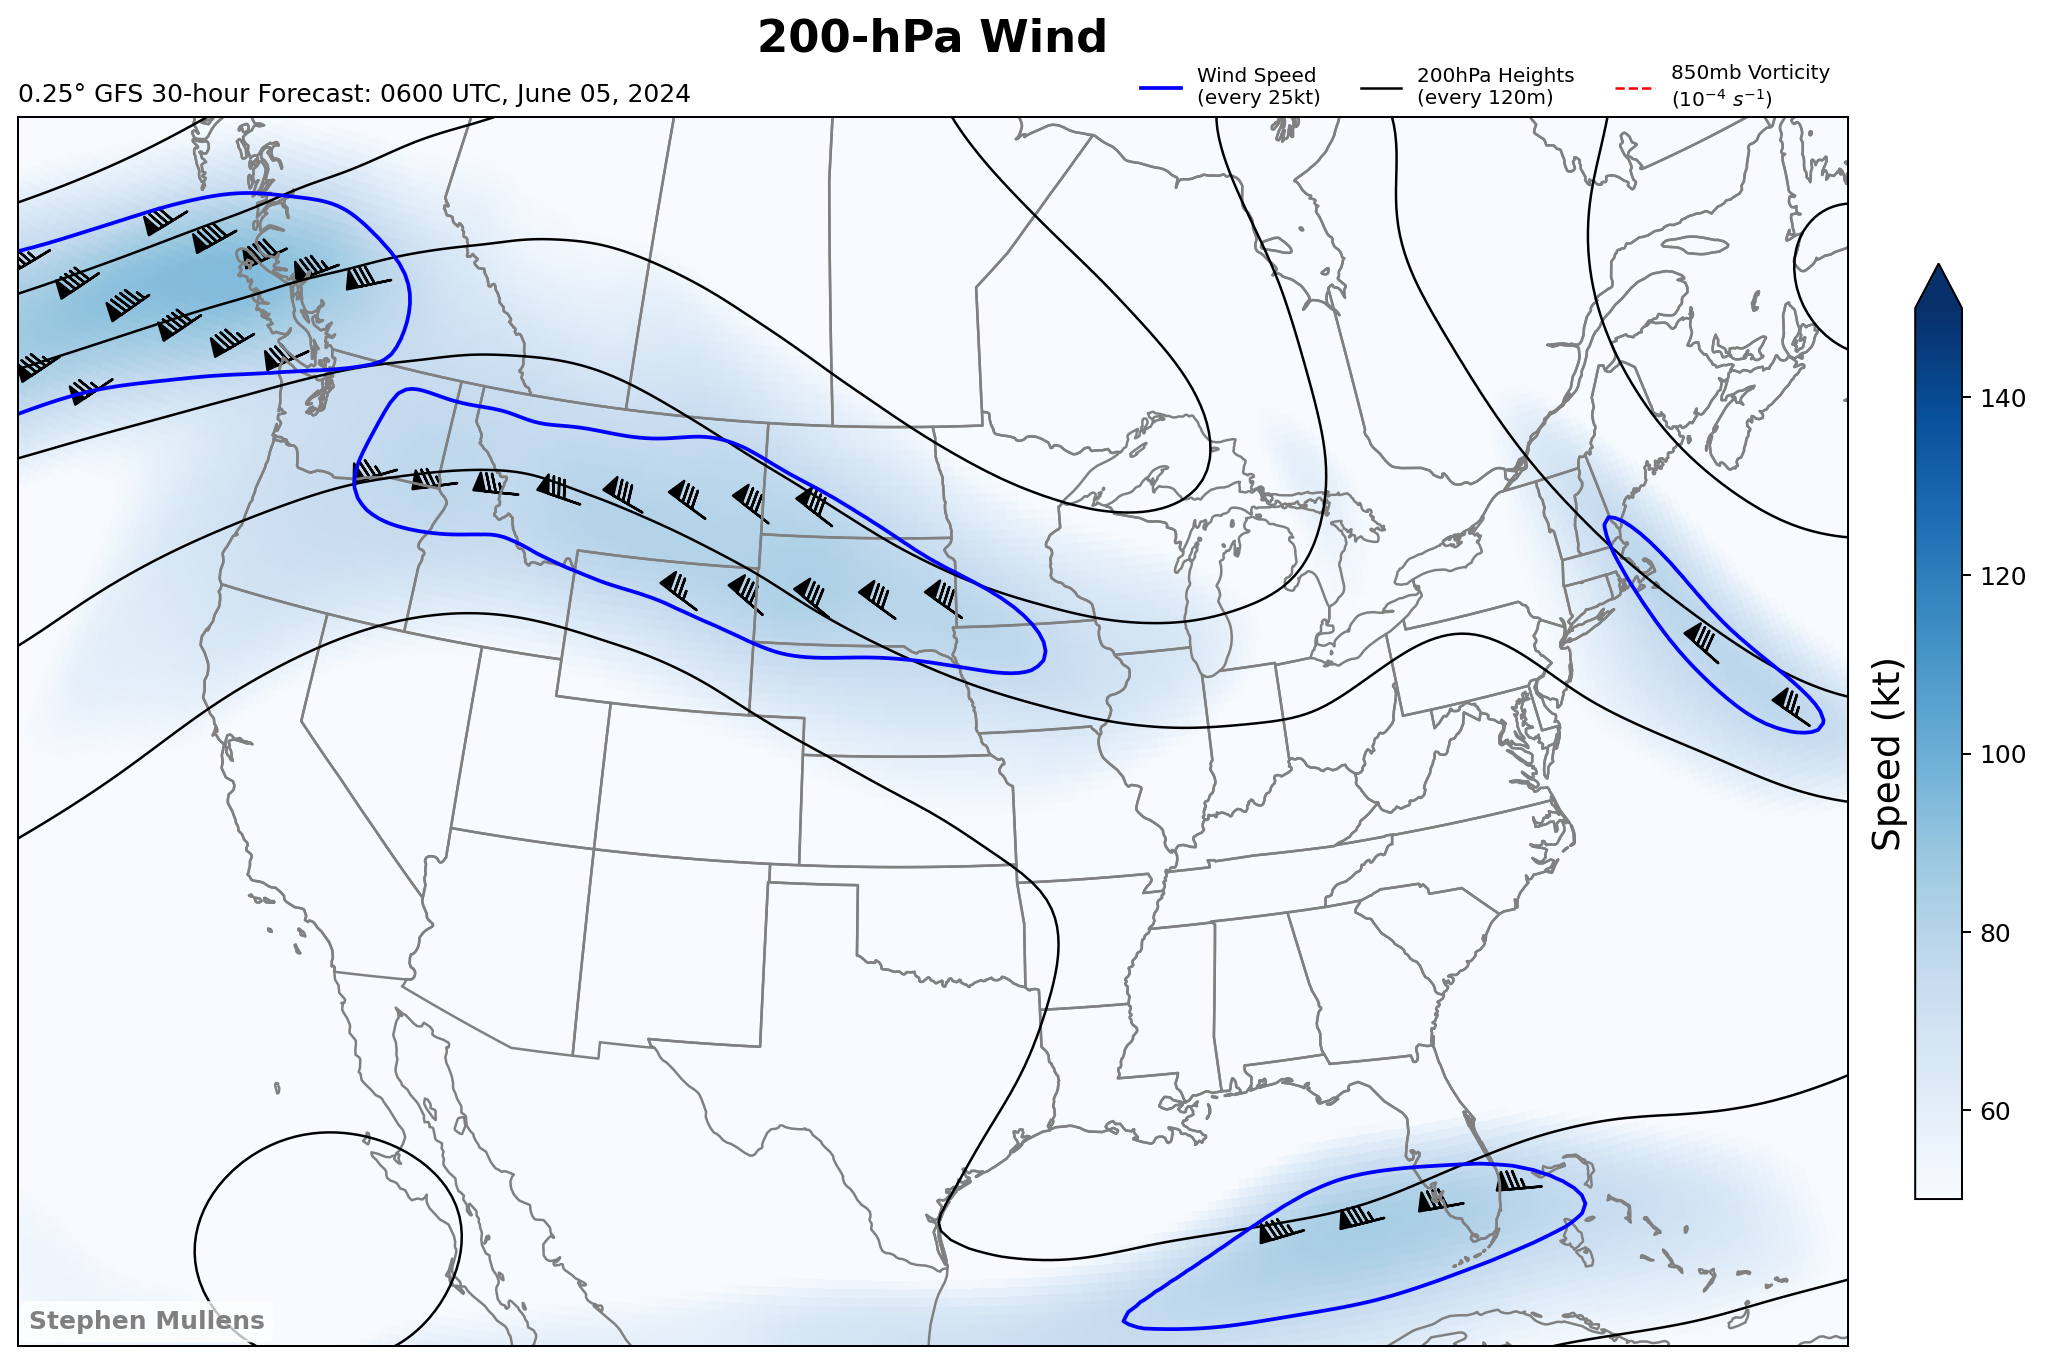 200-hPa Wind
0.25° GFS 30-hour Forecast: 0600 UTC, June 05, 2024
Wind Speed
(every 25kt)
200hPa Heights
(every 120m)
850mb Vorticity
(10⁻⁴ s⁻¹)
140
120
100
80
60
Speed (kt)
Stephen Mullens